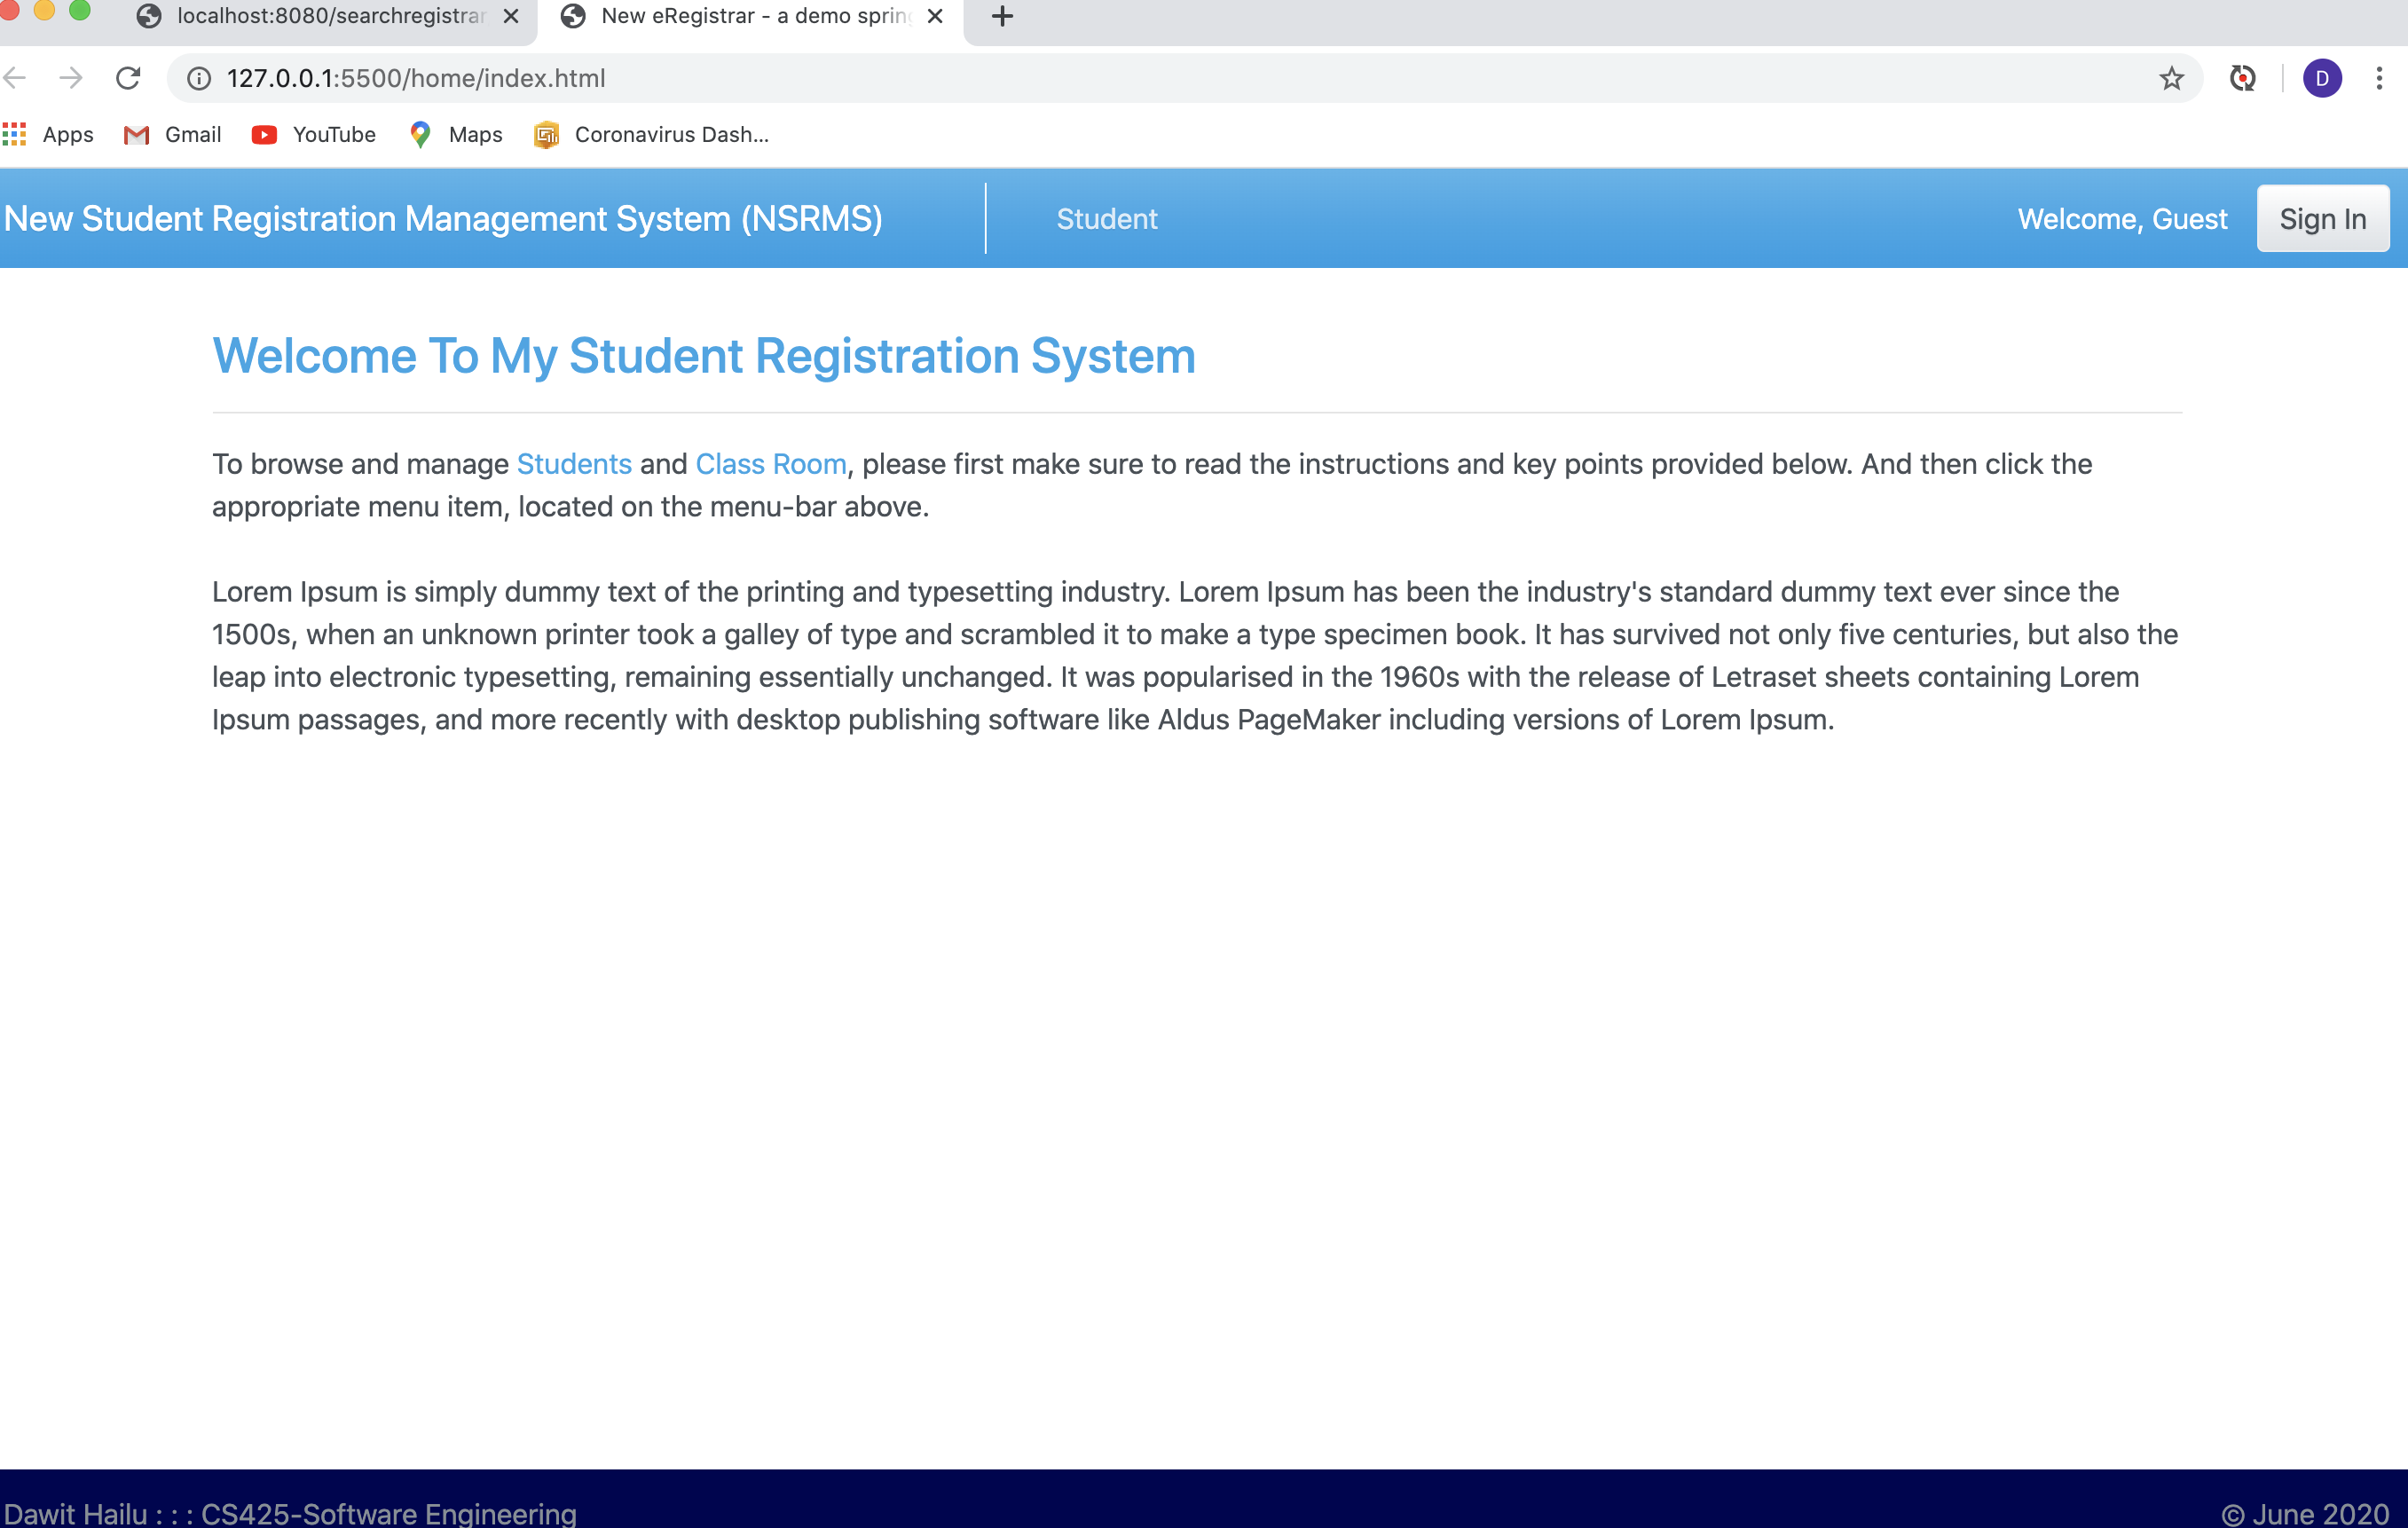 localhost:8080/searchregistrar
New eRegistrar - a demo spring
127.0.0.1:5500/home/index.html
D
Apps Gmail YouTube Maps Coronavirus Dash...
New Student Registration Management System (NSRMS) Student Welcome, Guest Sign In
Welcome To My Student Registration System
To browse and manage Students and Class Room, please first make sure to read the instructions and key points provided below. And then click the
appropriate menu item, located on the menu-bar above.
Lorem Ipsum is simply dummy text of the printing and typesetting industry. Lorem Ipsum has been the industry's standard dummy text ever since the
1500s, when an unknown printer took a galley of type and scrambled it to make a type specimen book. It has survived not only five centuries, but also the
leap into electronic typesetting, remaining essentially unchanged. It was popularised in the 1960s with the release of Letraset sheets containing Lorem
Ipsum passages, and more recently with desktop publishing software like Aldus PageMaker including versions of Lorem Ipsum.
Dawit Hailu : : : CS425-Software Engineering © June 2020